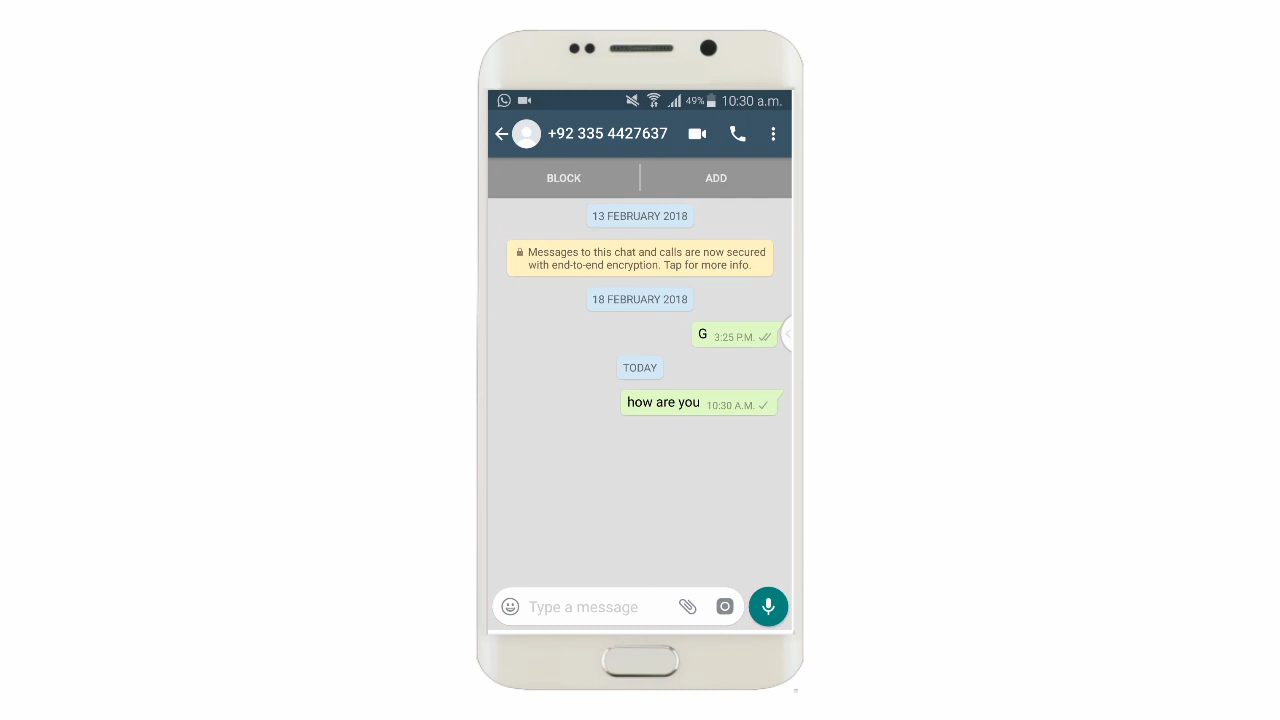 49% 10:30 a.m.
+92 335 4427637
BLOCK ADD
13 FEBRUARY 2018
Messages to this chat and calls are now secured
with end-to-end encryption. Tap for more info.
18 FEBRUARY 2018
G 3:25 P.M.
TODAY
how are you 10:30 A.M.
Type a message